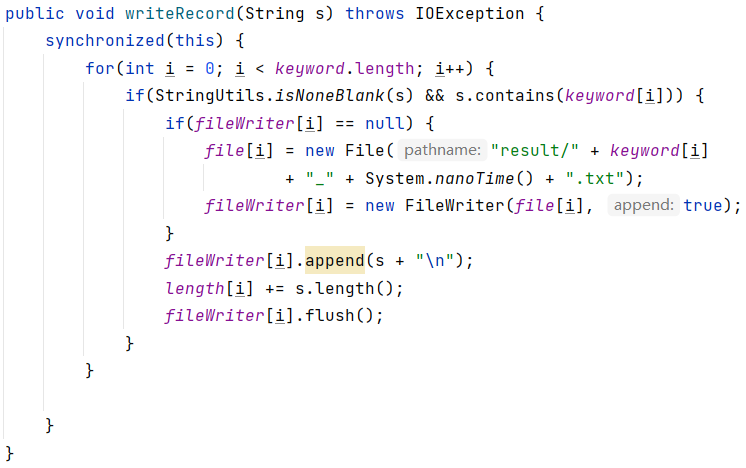 public void writeRecord(String s) throws IOException {
    synchronized(this) {
        for(int i = 0; i < keyword.length; i++) {
            if(StringUtils.isNoneBlank(s) && s.contains(keyword[i])) {
                if(fileWriter[i] == null) {
                    file[i] = new File( pathname: "result/" + keyword[i]
                            + "_" + System.nanoTime() + ".txt");
                    fileWriter[i] = new FileWriter(file[i], append: true);
                }
                fileWriter[i].append(s + "\n");
                length[i] += s.length();
                fileWriter[i].flush();
            }
        }

    }
}